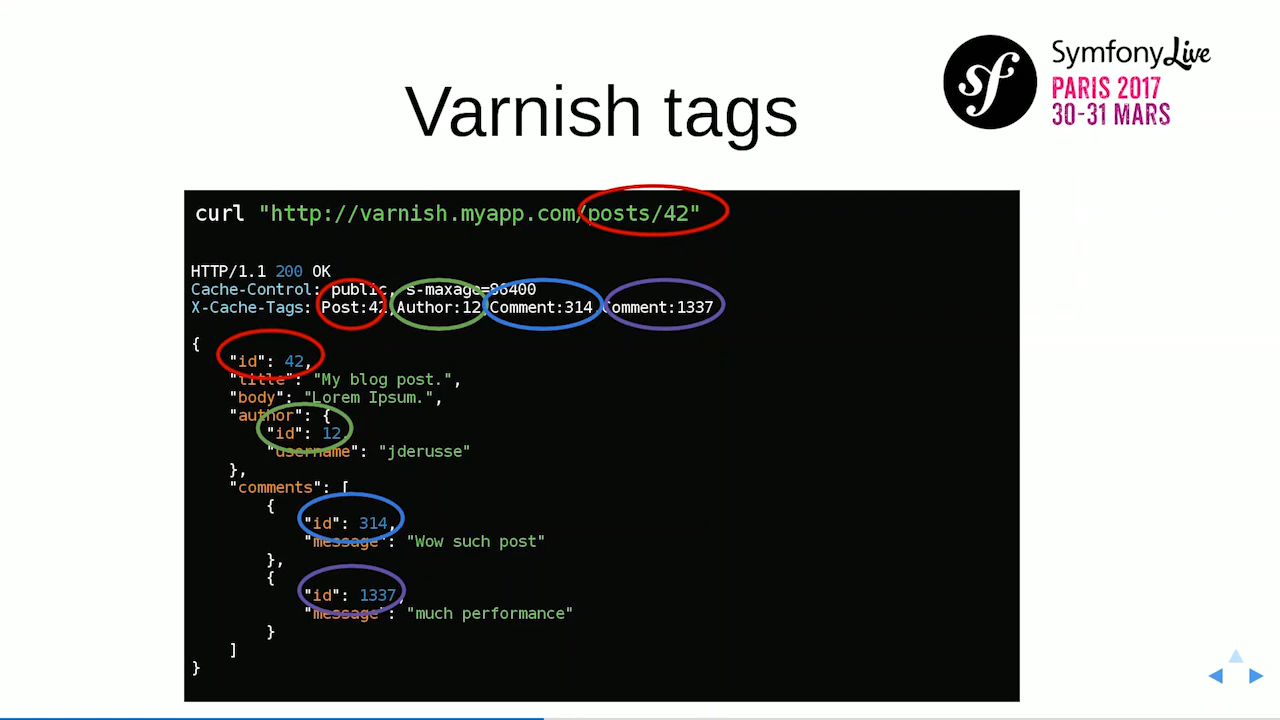 SymfonyLive
PARIS 2017
30-31 MARS
sf
Varnish tags
curl "http://varnish.myapp.com/posts/42"
HTTP/1.1 200 OK
Cache-Control: public, s-maxage=86400
X-Cache-Tags: Post:42,Author:12,Comment:314,Comment:1337
{
"id": 42,
"title": "My blog post.",
"body": "Lorem Ipsum.",
"author": {
"id": 12,
"username": "jderusse"
},
"comments": [
{
"id": 314,
"message": "Wow such post"
},
{
"id": 1337,
"message": "much performance"
}
]
}